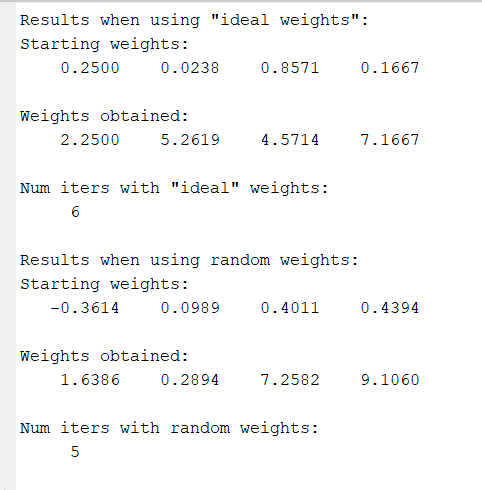 Results when using "ideal weights":
Starting weights:
0.2500 0.0238 0.8571 0.1667
Weights obtained:
2.2500 5.2619 4.5714 7.1667
Num iters with "ideal" weights:
6
Results when using random weights:
Starting weights:
-0.3614 0.0989 0.4011 0.4394
Weights obtained:
1.6386 0.2894 7.2582 9.1060
Num iters with random weights:
5